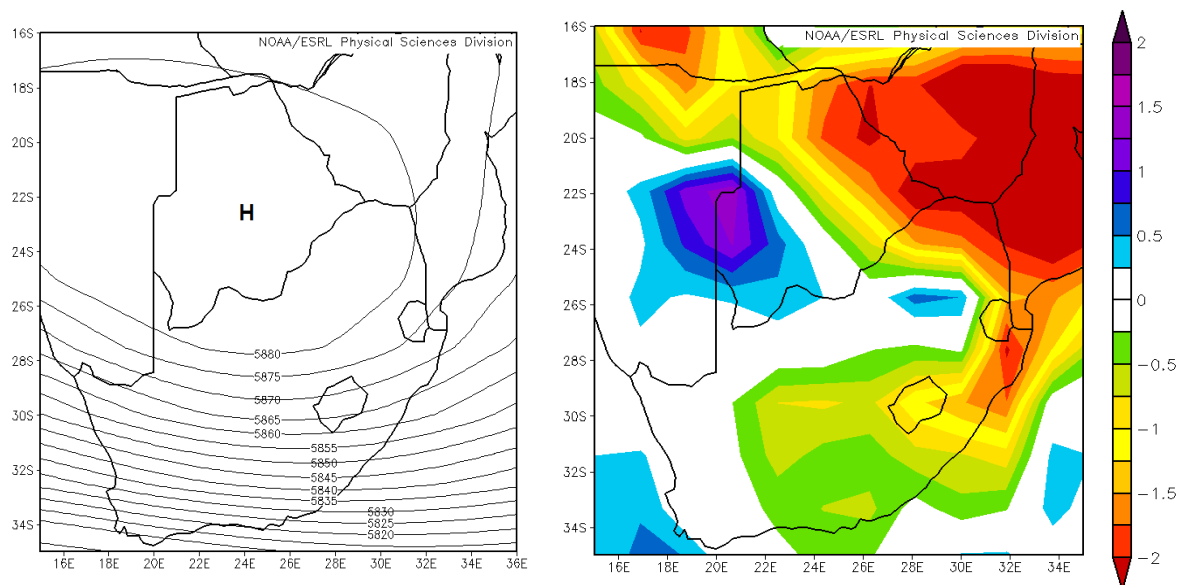 NOAA/ESRL Physical Sciences Division
16S
18S
20S
22S
24S
26S
28S
30S
32S
34S
H
5880
5875
5870
5865
5860
5855
5850
5845
5840
5835
5830
5825
5820
16E 18E 20E 22E 24E 26E 28E 30E 32E 34E 36E
NOAA/ESRL Physical Sciences Division
16S
18S
20S
22S
24S
26S
28S
30S
32S
34S
16E 18E 20E 22E 24E 26E 28E 30E 32E 34E
2
1.5
1
0.5
0
−0.5
−1
−1.5
−2